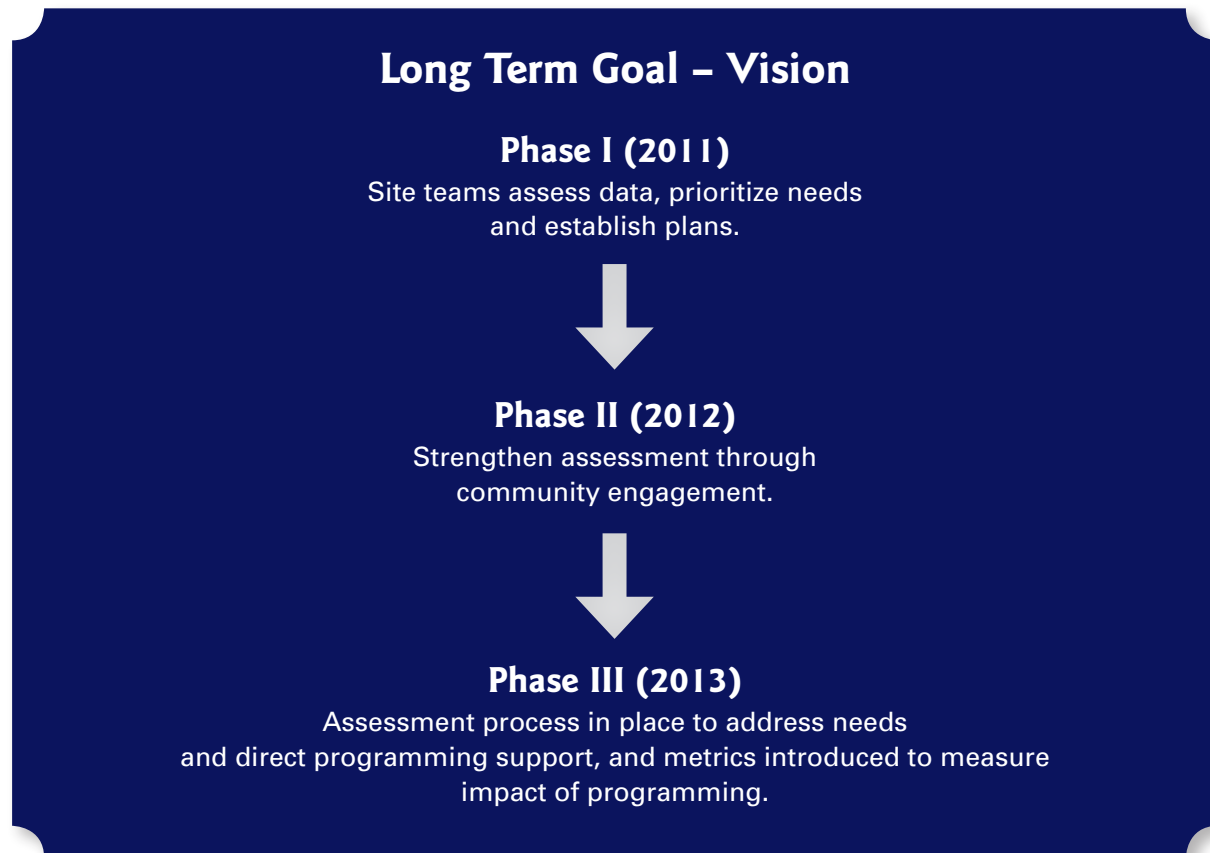 Long Term Goal – Vision
Phase I (2011)
Site teams assess data, prioritize needs
and establish plans.
Phase II (2012)
Strengthen assessment through
community engagement.
Phase III (2013)
Assessment process in place to address needs
and direct programming support, and metrics introduced to measure
impact of programming.